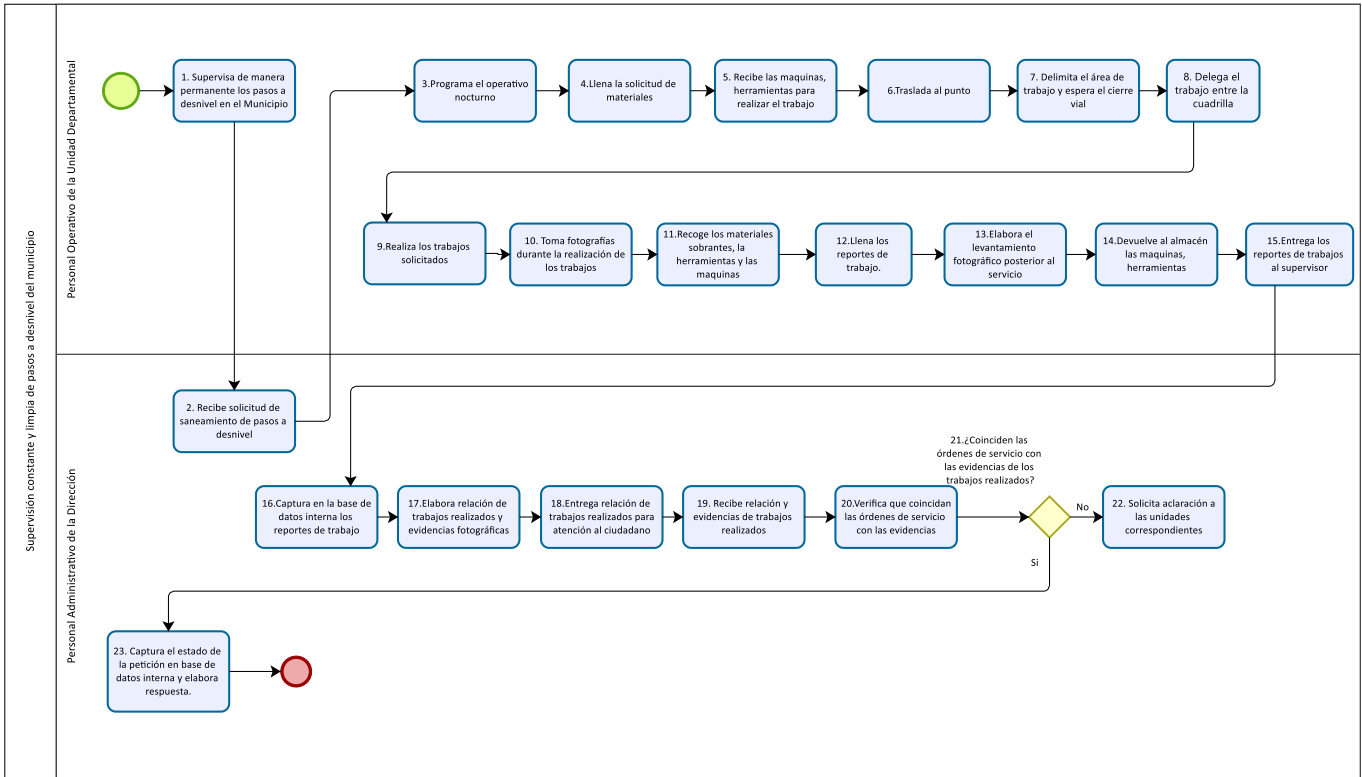 Supervisión constante y limpia de pasos a desnivel del municipio
Personal Operativo de la Unidad Departamental
1. Supervisa de manera
permanente los pasos a
desnivel en el Municipio
3.Programa el operativo
nocturno
4.Llena la solicitud de
materiales
5. Recibe las maquinas,
herramientas para
realizar el trabajo
6.Traslada al punto
7. Delimita el área de
trabajo y espera el cierre
vial
8. Delega el
trabajo entre la
cuadrilla
9.Realiza los trabajos
solicitados
10. Toma fotografías
durante la realización de
los trabajos
11.Recoge los materiales
sobrantes, la
herramientas y las
maquinas
12.Llena los
reportes de
trabajo.
13.Elabora el
levantamiento
fotográfico posterior al
servicio
14.Devuelve al almacén
las maquinas,
herramientas
15.Entrega los
reportes de trabajos
al supervisor
Personal Administrativo de la Dirección
2. Recibe solicitud de
saneamiento de pasos a
desnivel
16.Captura en la base de
datos interna los
reportes de trabajo
17.Elabora relación de
trabajos realizados y
evidencias fotográficas
18.Entrega relación de
trabajos realizados para
atención al ciudadano
19. Recibe relación y
evidencias de trabajos
realizados
20.Verifica que coincidan
las órdenes de servicio
con las evidencias
21.¿Coinciden las
órdenes de servicio con
las evidencias de los
trabajos realizados?
No
22. Solicita aclaración a
las unidades
correspondientes
Si
23. Captura el estado de
la petición en base de
datos interna y elabora
respuesta.